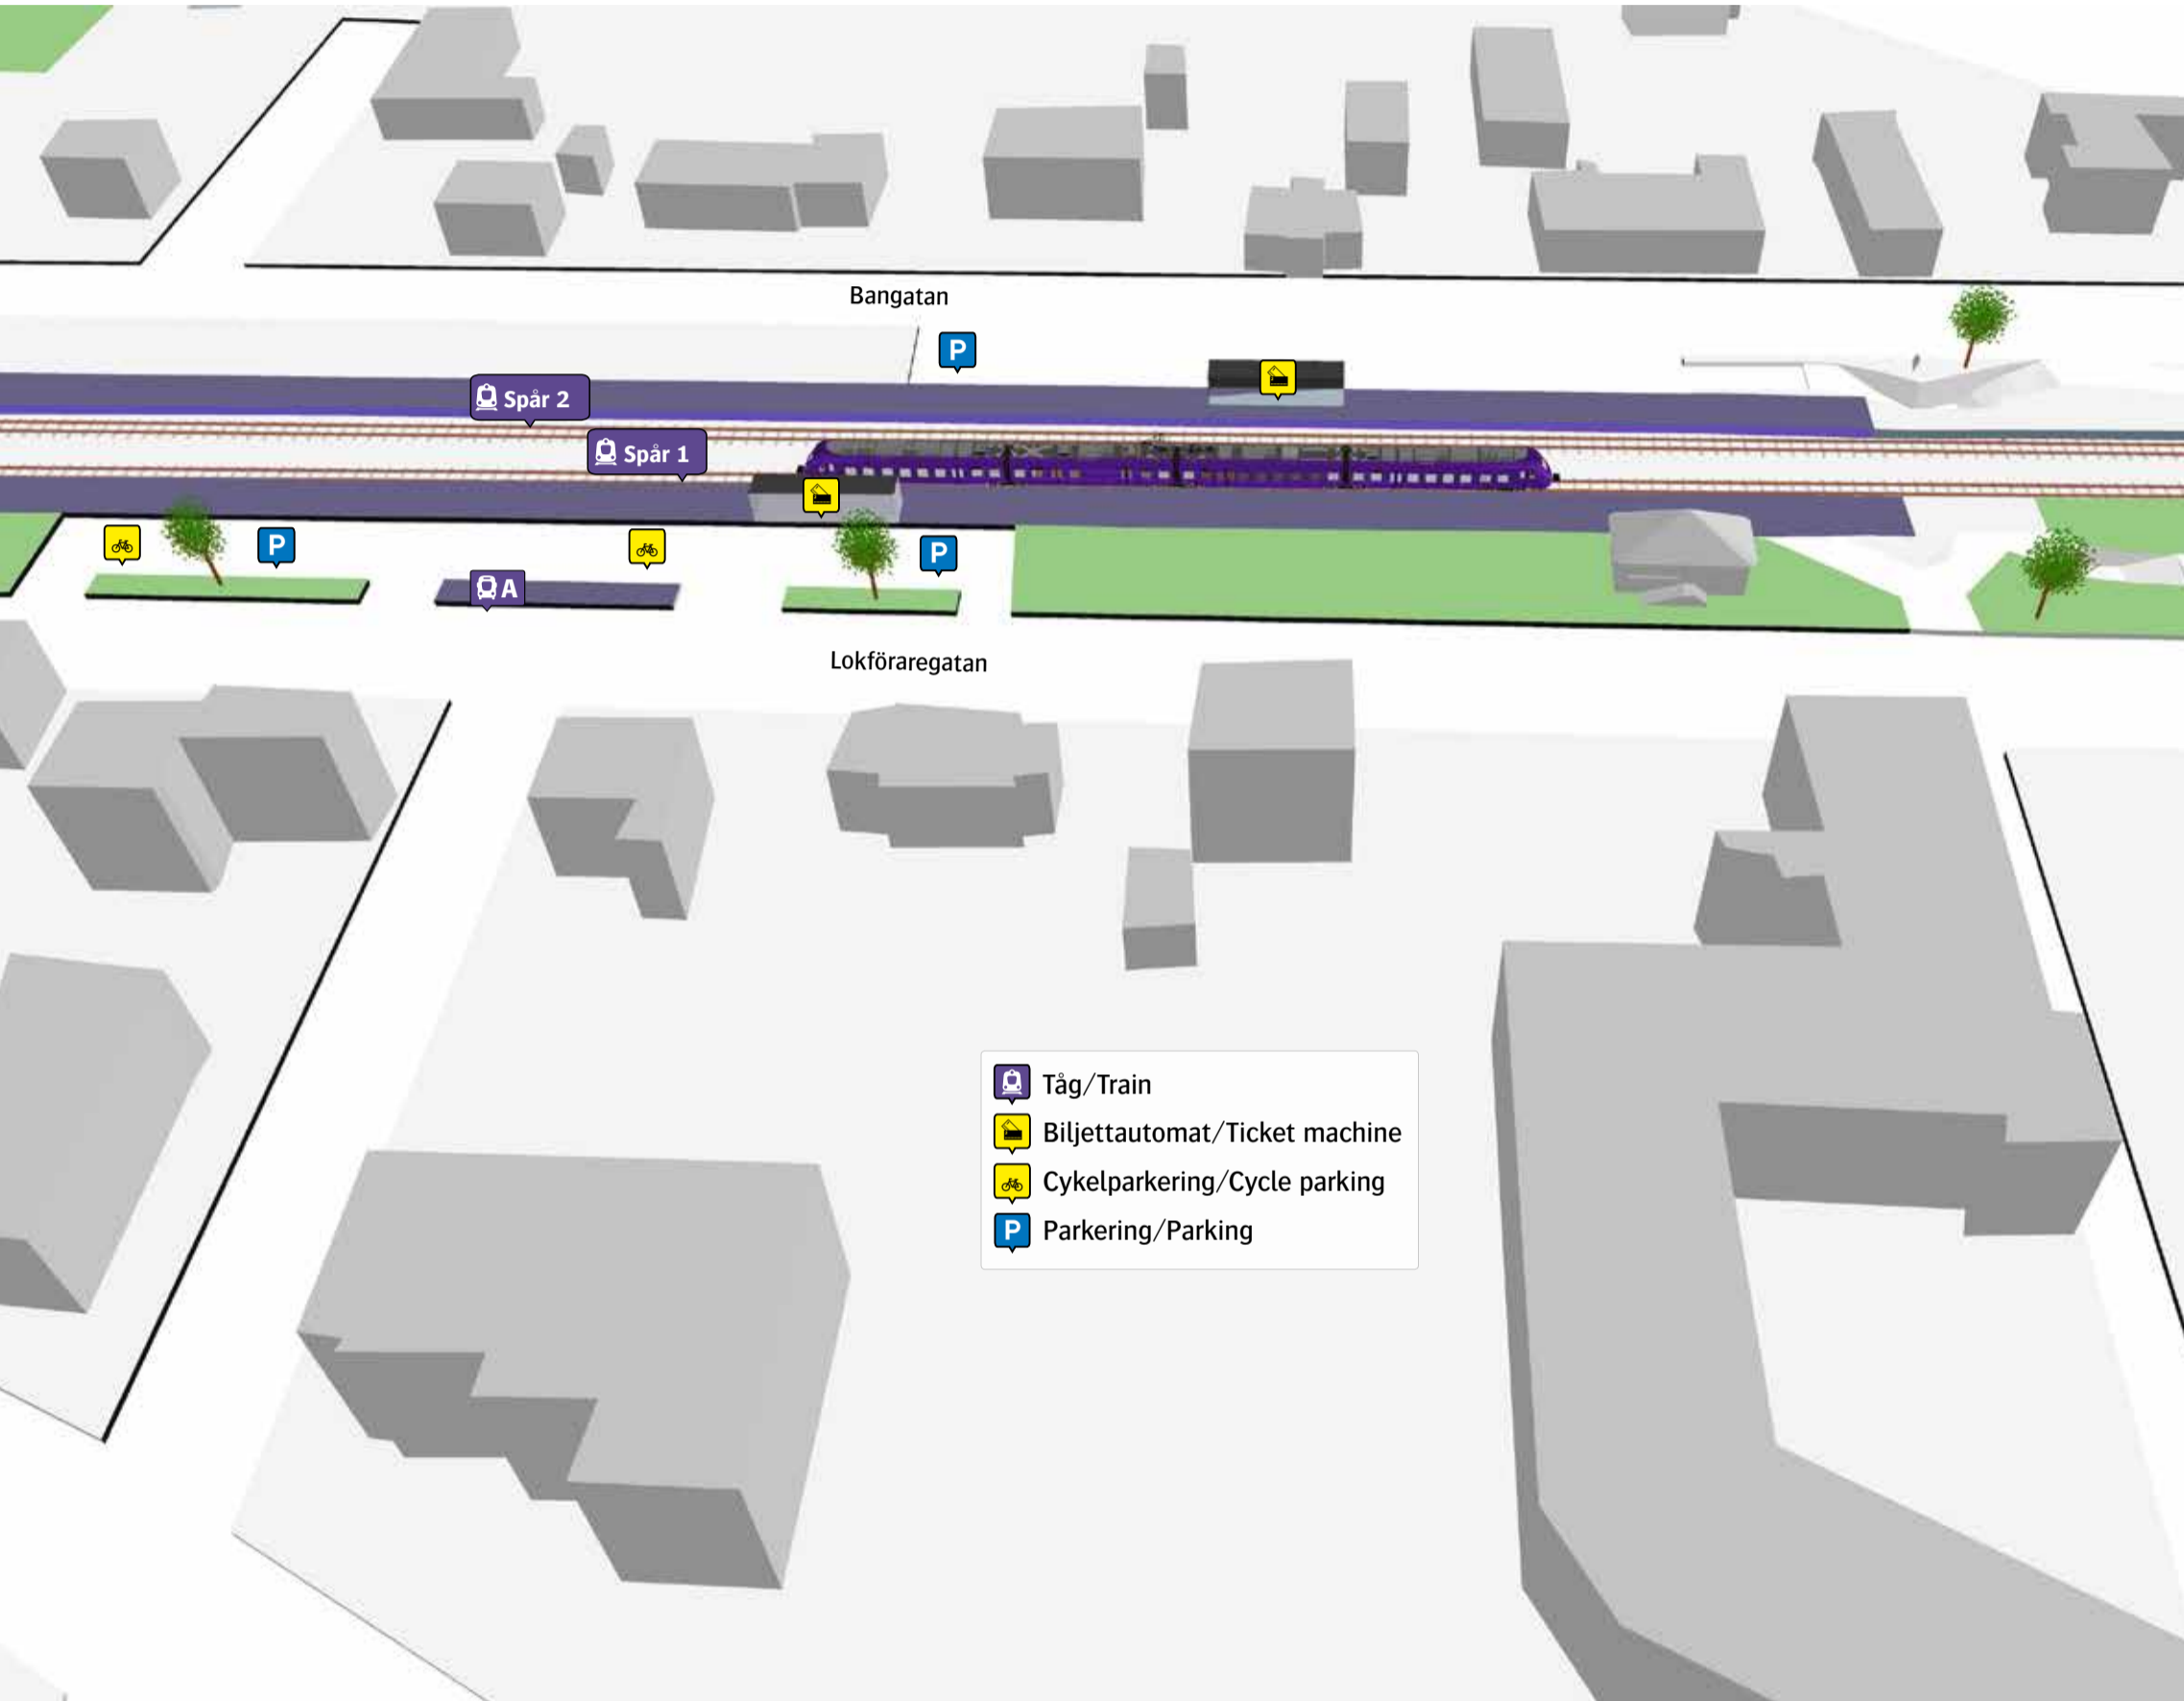 Bangatan
P
Spår 2
Spår 1
P
P
A
Lokföraregatan
Tåg/Train
Biljettautomat/Ticket machine
Cykelparkering/Cycle parking
P Parkering/Parking